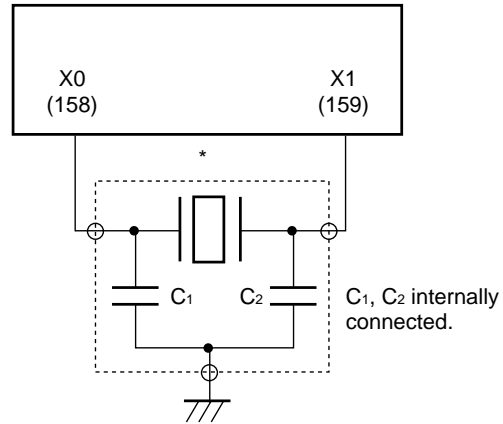 X0
(158)
X1
(159)
*
C1
C2
C1, C2 internally
connected.